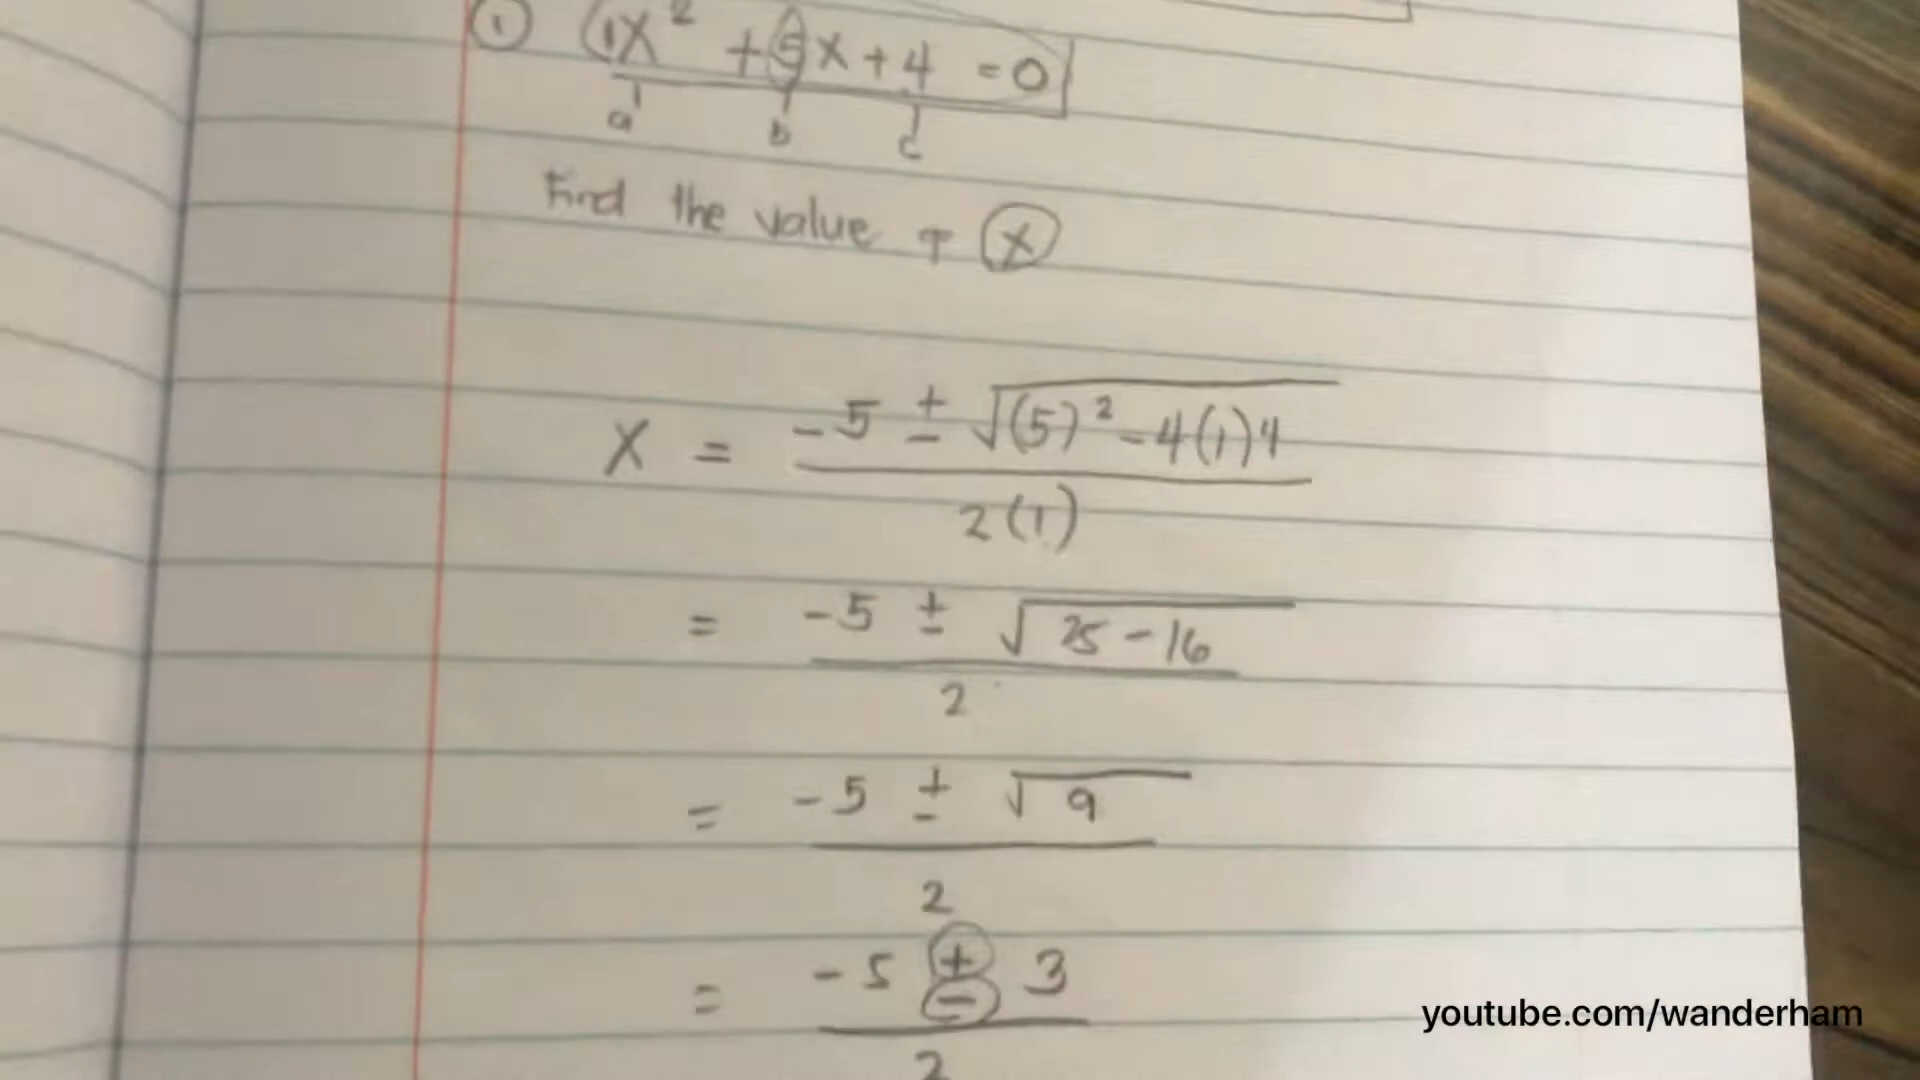 ① 1x² + 5x + 4 = 0
a b c
Find the value x
X = -5 ± √(5)² - 4(1)4
2(1)
= -5 ± √25 - 16
2
= -5 ± √9
2
= -5 ± 3
2
youtube.com/wanderham